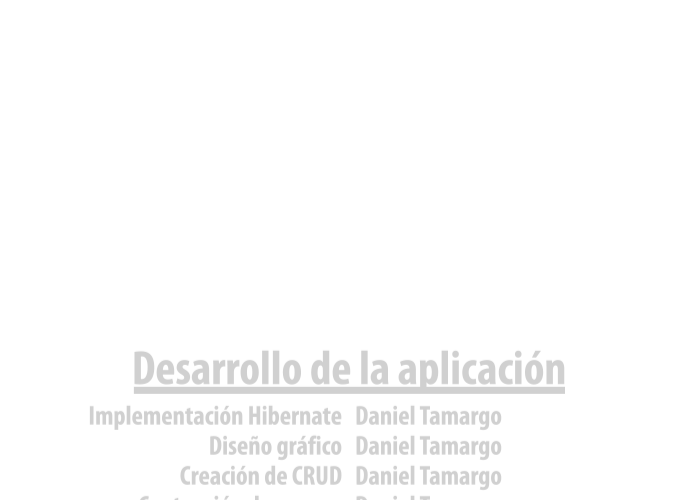 Desarrollo de la aplicación
Implementación Hibernate Daniel Tamargo
Diseño gráfico Daniel Tamargo
Creación de CRUD Daniel Tamargo